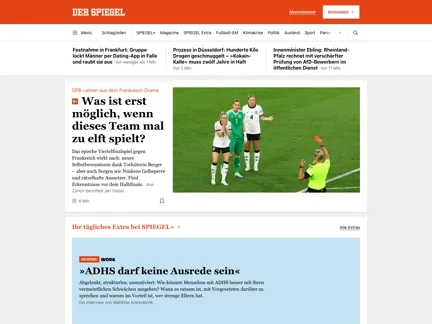 DER SPIEGEL
Abonnement
Anmelden
Menü
Schlagzeilen
SPIEGEL+
Magazine
SPIEGEL Extra
Fußball-EM
Klimakrise
Politik
Ausland
Sport
Festnahme in Frankfurt: Gruppe
lockt Männer per Dating-App in Falle
und raubt sie aus Vor weniger als 1 Min
Prozess in Düsseldorf: Hunderte Kilo
Drogen geschmuggelt – »Kokain-
Kalle« muss zwölf Jahre in Haft
Vor 2 Min
Innenminister Ebling: Rheinland-
Pfalz rechnet mit verschärfter
Prüfung von AfD-Bewerbern im
öffentlichen Dienst Vor 11 Min
DFB-Lehren aus dem Frankreich-Drama
Was ist erst
möglich, wenn
dieses Team mal
zu elft spielt?
Das epische Viertelfinalspiel gegen
Frankreich wirkt nach: neues
Selbstbewusstsein dank Torhüterin Berger
– aber auch Sorgen wie Nüskens Gelbsperre
und rätselhafte Ausetzer. Fünf
Erkenntnisse vor dem Halbfinale. Aus
Zürich berichtet Jan Göbel
6 Min
Ihr tägliches Extra bei SPIEGEL+
Alle Extras
DER SPIEGEL WORK
»ADHS darf keine Ausrede sein«
Abgelenkt, strukturlos, unmotiviert: Wie können Menschen mit ADHS besser mit ihren
vermeintlichen Schwächen umgehen? Wann es ratsam ist, mit Vorgesetzten darüber zu
sprechen und warum im Vorteil ist, wer strenge Eltern hat.
Ein Interview von Matthias Kreienbrink